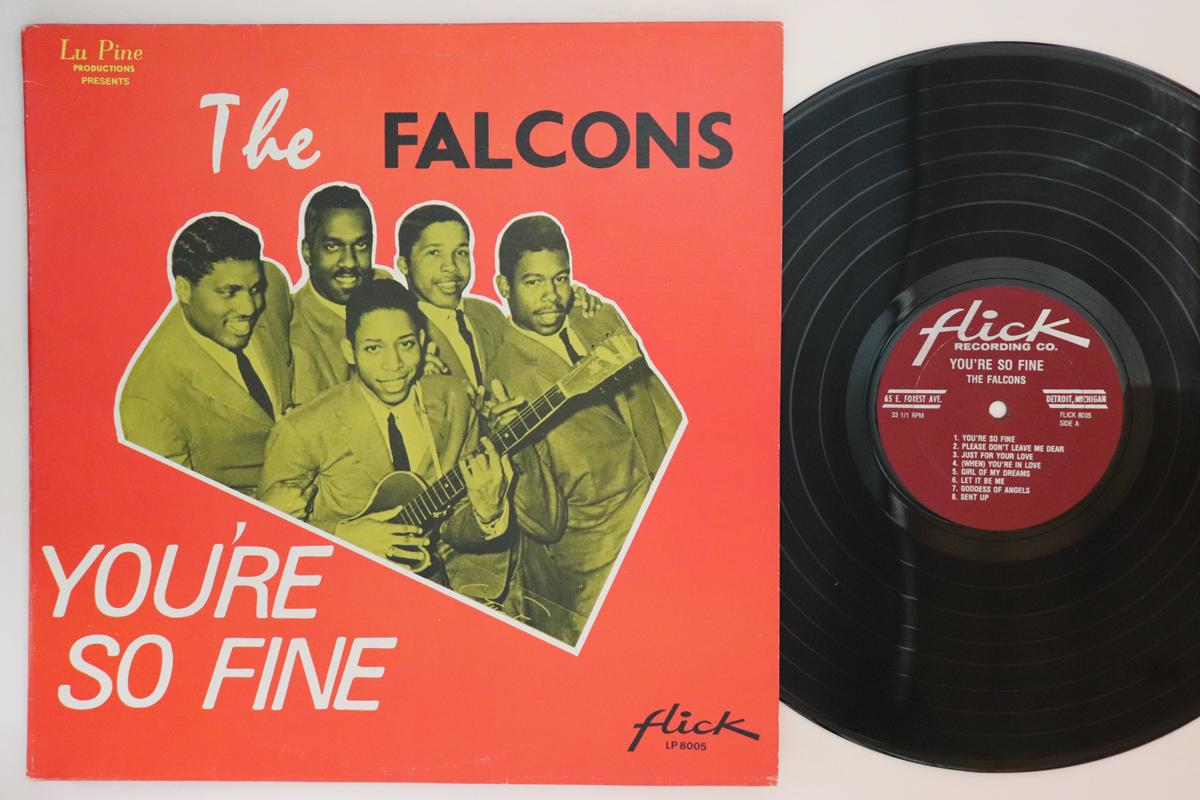 Lu Pine
PRODUCTIONS
PRESENTS
The FALCONS
YOU'RE
SO FINE
flick
LP 8005
flick
RECORDING CO.
YOU'RE SO FINE
THE FALCONS
65 E. FOREST AVE.
DETROIT, MICHIGAN
33 1/1 RPM
FLICK 8005
SIDE A
1. YOU'RE SO FINE
2. PLEASE DON'T LEAVE ME DEAR
3. JUST FOR YOUR LOVE
4. (WHEN) YOU'RE IN LOVE
5. GIRL OF MY DREAMS
6. LET IT BE ME
7. GODDESS OF ANGELS
8. SENT UP